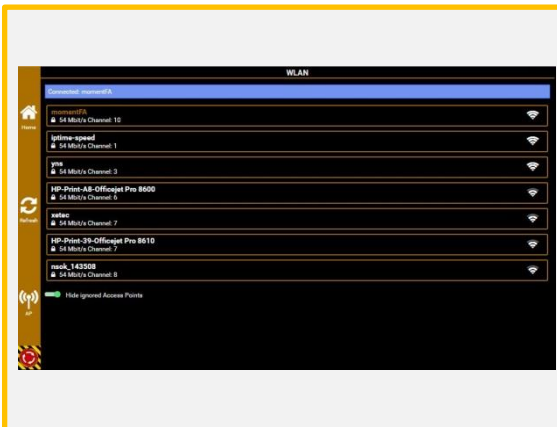 WLAN
Connected: momentFA
Home
momentFA
54 Mbit/s Channel: 10
iptime-speed
54 Mbit/s Channel: 1
yns
54 Mbit/s Channel: 3
HP-Print-A8-Officejet Pro 8600
54 Mbit/s Channel: 6
Refresh
xetec
54 Mbit/s Channel: 7
HP-Print-39-Officejet Pro 8610
54 Mbit/s Channel: 7
nsok_143508
54 Mbit/s Channel: 8
Hide ignored Access Points
AP